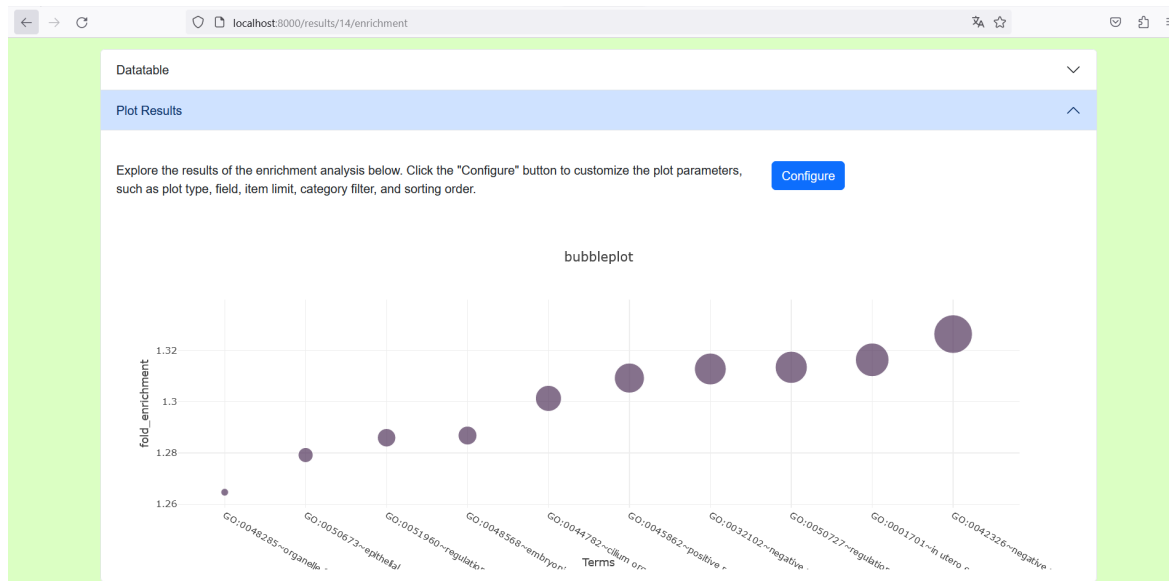 localhost:8000/results/14/enrichment
Datatable
Plot Results
Explore the results of the enrichment analysis below. Click the "Configure" button to customize the plot parameters,
such as plot type, field, item limit, category filter, and sorting order.
Configure
bubbleplot
fold_enrichment
1.32
1.3
1.28
1.26
GO:0048285~organelle
GO:0050673~epithelial
GO:0051960~regulation
GO:0048568~embryoni
GO:0044782~cilium org
GO:0045862~positive r
GO:0032102~negative
GO:0050727~regulation
GO:0001701~in utero
GO:0042326~negative
Terms